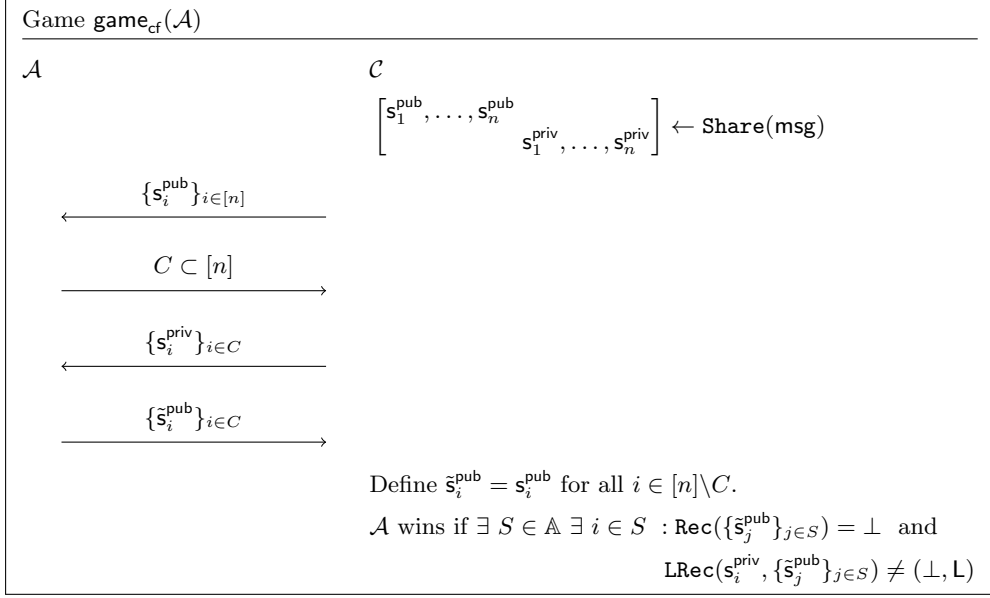 Game game_cf(𝒜)
𝒜 𝒞
[s_1^pub, …, s_n^pub
s_1^priv, …, s_n^priv] ← Share(msg)
{s_i^pub}_{i∈[n]}
C ⊂ [n]
{s_i^priv}_{i∈C}
{s̃_i^pub}_{i∈C}
Define s̃_i^pub = s_i^pub for all i ∈ [n]\C.
𝒜 wins if ∃ S ∈ 𝔸 ∃ i ∈ S : Rec({s̃_j^pub}_{j∈S}) = ⊥ and
LRec(s_i^priv, {s̃_j^pub}_{j∈S}) ≠ (⊥, L)